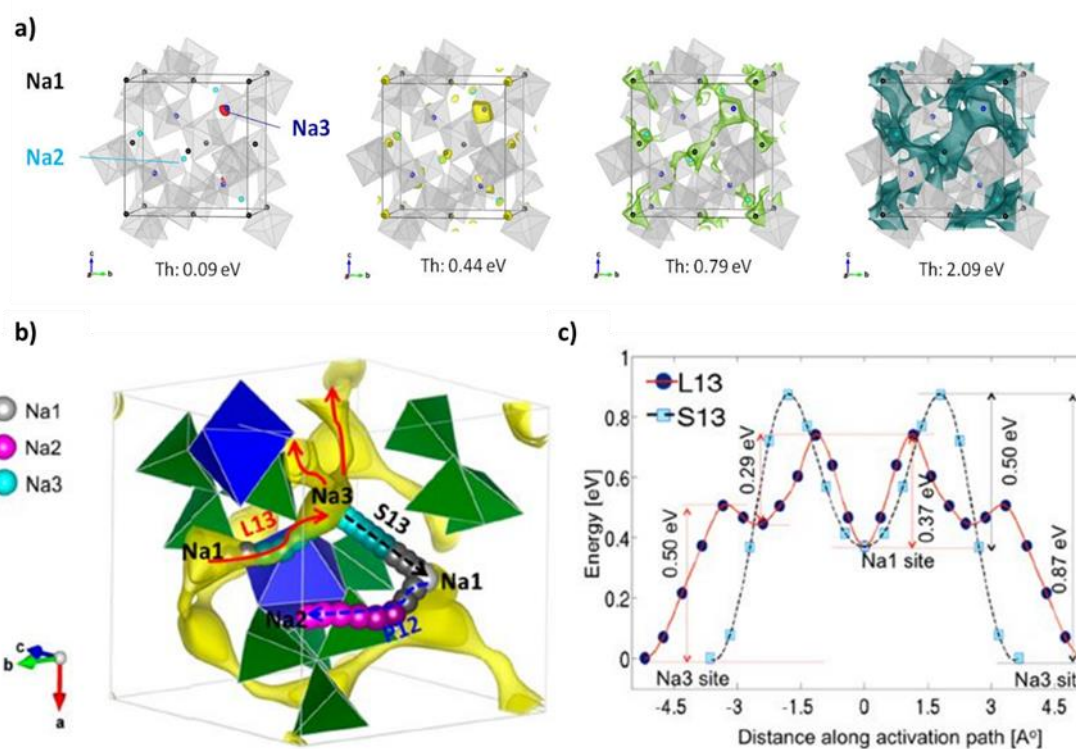 a)
Na1
Na2
Na3
c
b
Th: 0.09 eV
c
b
Th: 0.44 eV
c
b
Th: 0.79 eV
c
b
Th: 2.09 eV
b)
Na1
Na2
Na3
Na3
L13
S13
Na1
Na1
Na2
P12
c
b
a
c)
L13
S13
Energy [eV]
1
0.8
0.6
0.4
0.2
0
0.50 eV
0.29 eV
0.37 eV
0.50 eV
0.87 eV
Na1 site
Na3 site
Na3 s
-4.5
-3
-1.5
0
1.5
3
4.5
Distance along activation path [Aº]